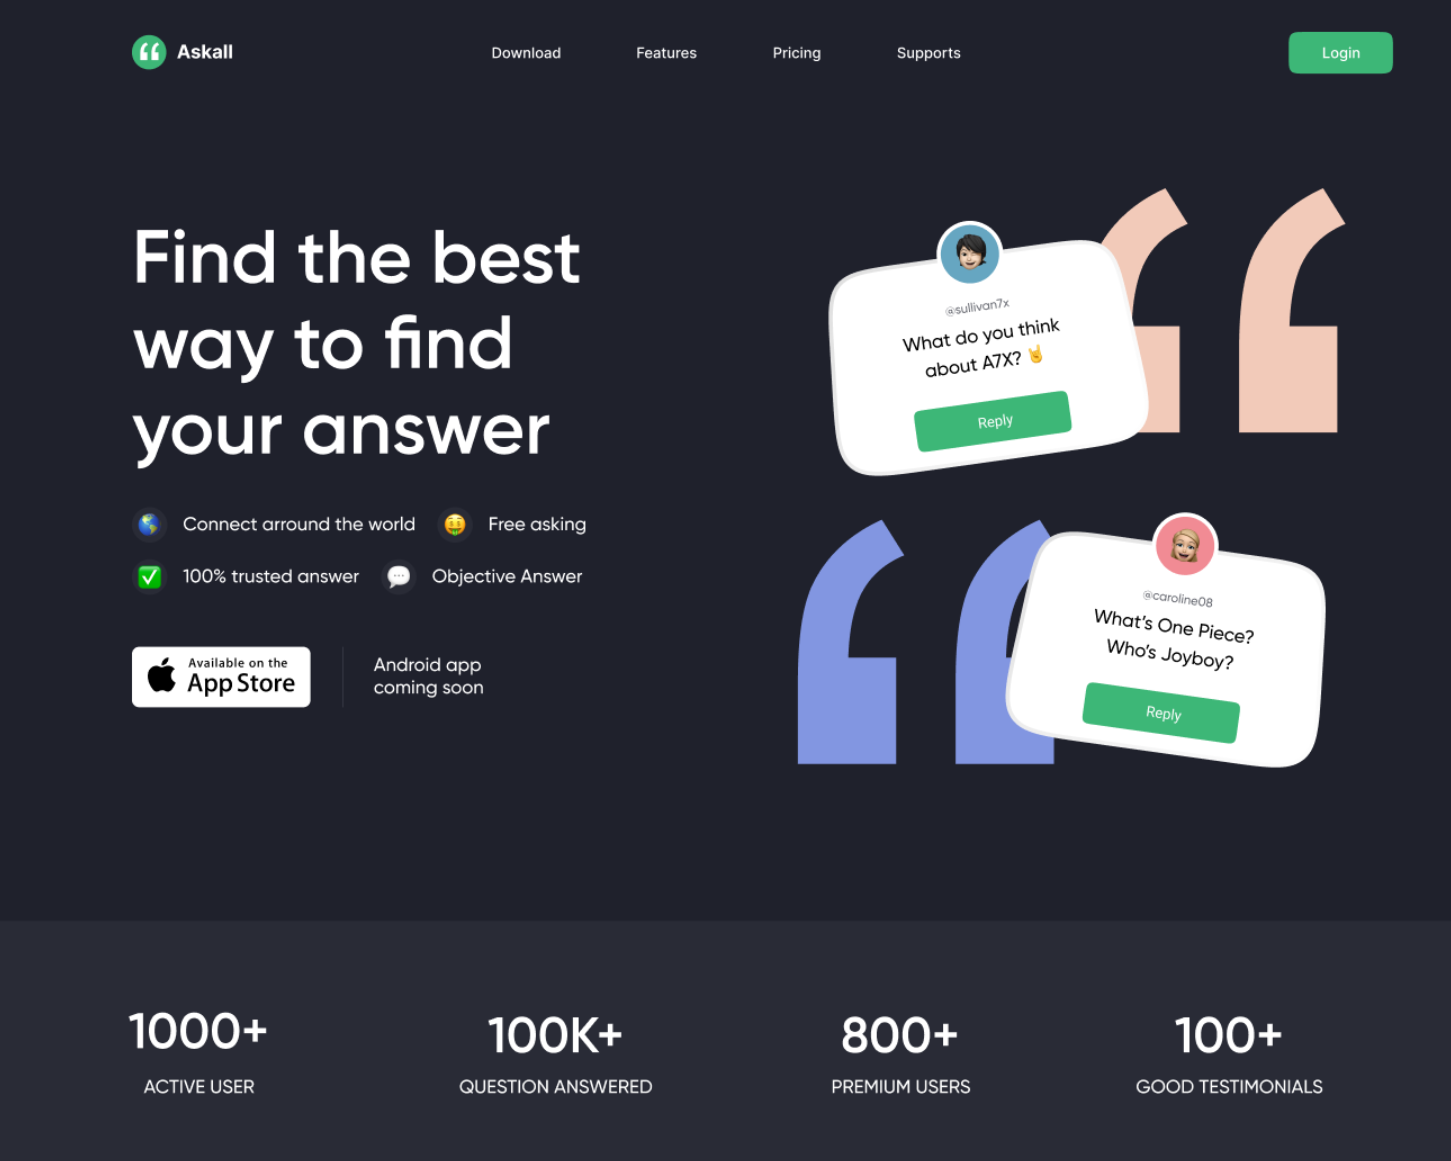 Askall
Download
Features
Pricing
Supports
Login
Find the best
way to find
your answer
Connect arround the world
Free asking
100% trusted answer
Objective Answer
Available on the
App Store
Android app
coming soon
@sullivan7x
What do you think
about A7X? 🤘
Reply
@caroline08
What's One Piece?
Who's Joyboy?
Reply
1000+
ACTIVE USER
100K+
QUESTION ANSWERED
800+
PREMIUM USERS
100+
GOOD TESTIMONIALS